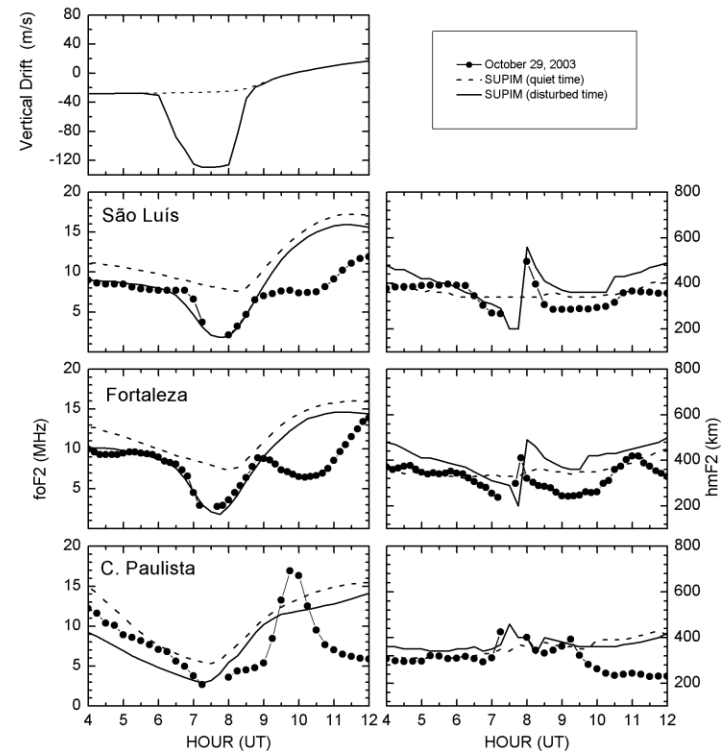 80
40
0
-40
-80
-120
Vertical Drift (m/s)
October 29, 2003
SUPIM (quiet time)
SUPIM (disturbed time)
20
15
10
5
São Luís
800
600
400
200
20
15
10
5
0
Fortaleza
foF2 (MHz)
800
600
400
200
hmF2 (km)
20
15
10
5
0
C. Paulista
800
600
400
200
4 5 6 7 8 9 10 11 12
HOUR (UT)
4 5 6 7 8 9 10 11 12
HOUR (UT)